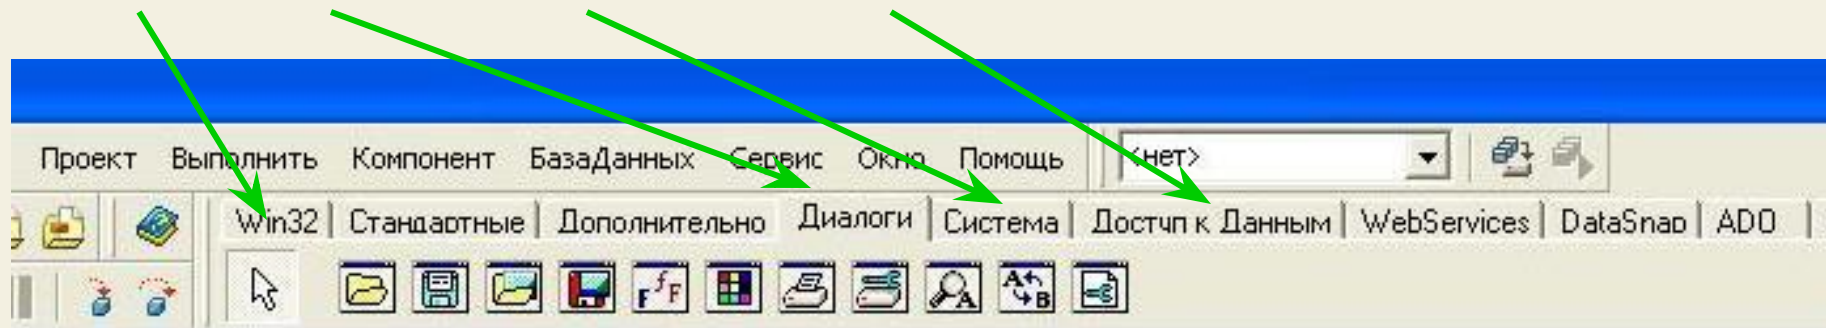 Проект Выполнить Компонент БазаДанных Сервис Окно Помощь <нет>
Win32 Стандартные Дополнительно Диалоги Система Доступ к Данным WebServices DataSnap ADO
F f F
A
A B